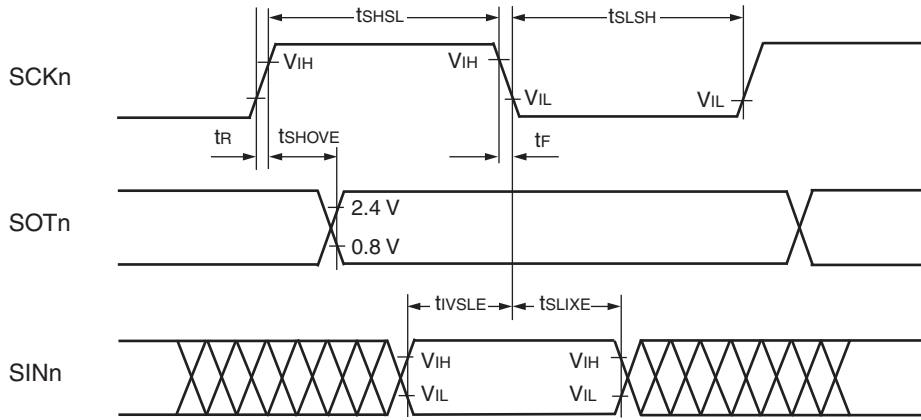 tSHSL tSLSH
SCKn VIH VIH VIL VIL
tR tSHOVE tF
SOTn 2.4 V
0.8 V
tIVSLE tSLIXE
SINn VIH VIH
VIL VIL